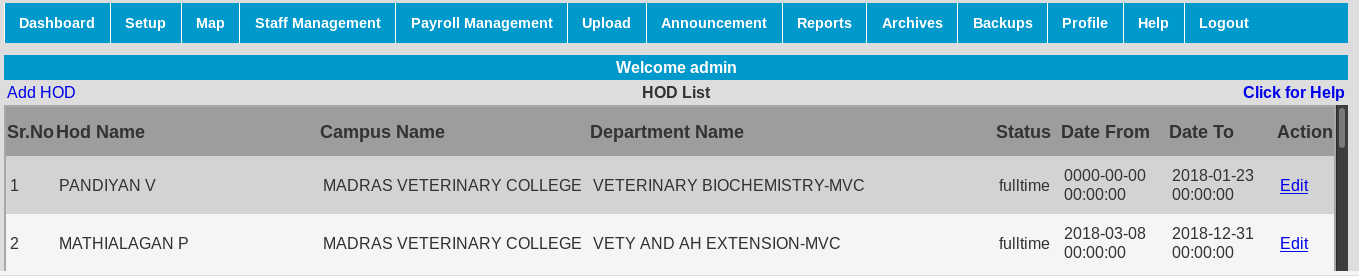 Dashboard Setup Map Staff Management Payroll Management Upload Announcement Reports Archives Backups Profile Help Logout
Welcome admin
Add HOD HOD List Click for Help
Sr.No Hod Name Campus Name Department Name Status Date From Date To Action
1 PANDIYAN V MADRAS VETERINARY COLLEGE VETERINARY BIOCHEMISTRY-MVC fulltime 0000-00-00 00:00:00 2018-01-23 00:00:00 Edit
2 MATHIALAGAN P MADRAS VETERINARY COLLEGE VETY AND AH EXTENSION-MVC fulltime 2018-03-08 00:00:00 2018-12-31 00:00:00 Edit